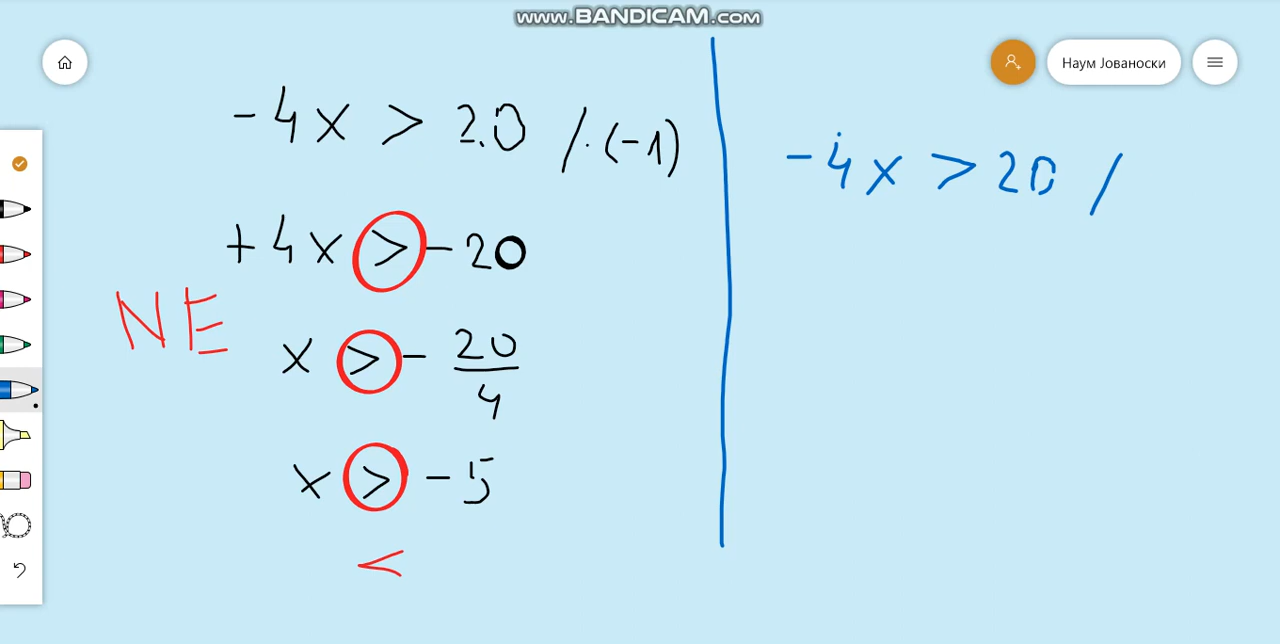 www.BANDICAM.com
Наум Јованоски
-4x > 20 /·(-1)
+4x > -20
NE
x > - 20/4
x > -5
<
-4x > 20 /